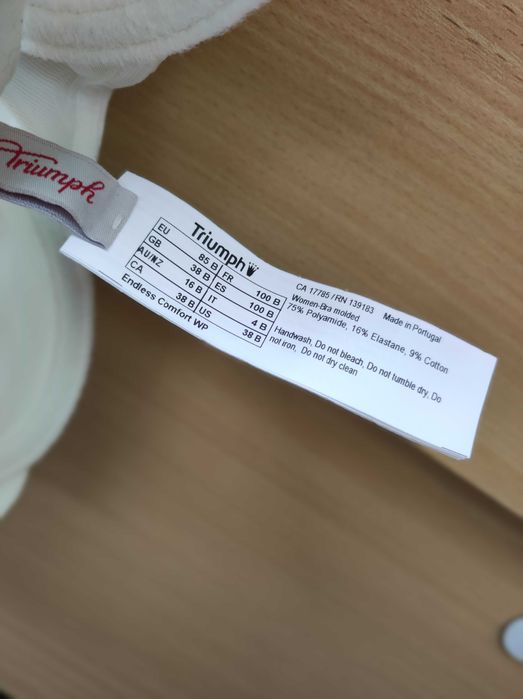 Triumph
Triumph
EU 85 B FR 100 B
GB 38 B ES 100 B
AU/NZ 16 B IT 4 B
CA 38 B US 38 B
Endless Comfort WP
CA 17785 / RN 139183 Made in Portugal
Women-Bra molded
75% Polyamide, 16% Elastane, 9% Cotton
Handwash, Do not bleach, Do not tumble dry, Do
not iron, Do not dry clean